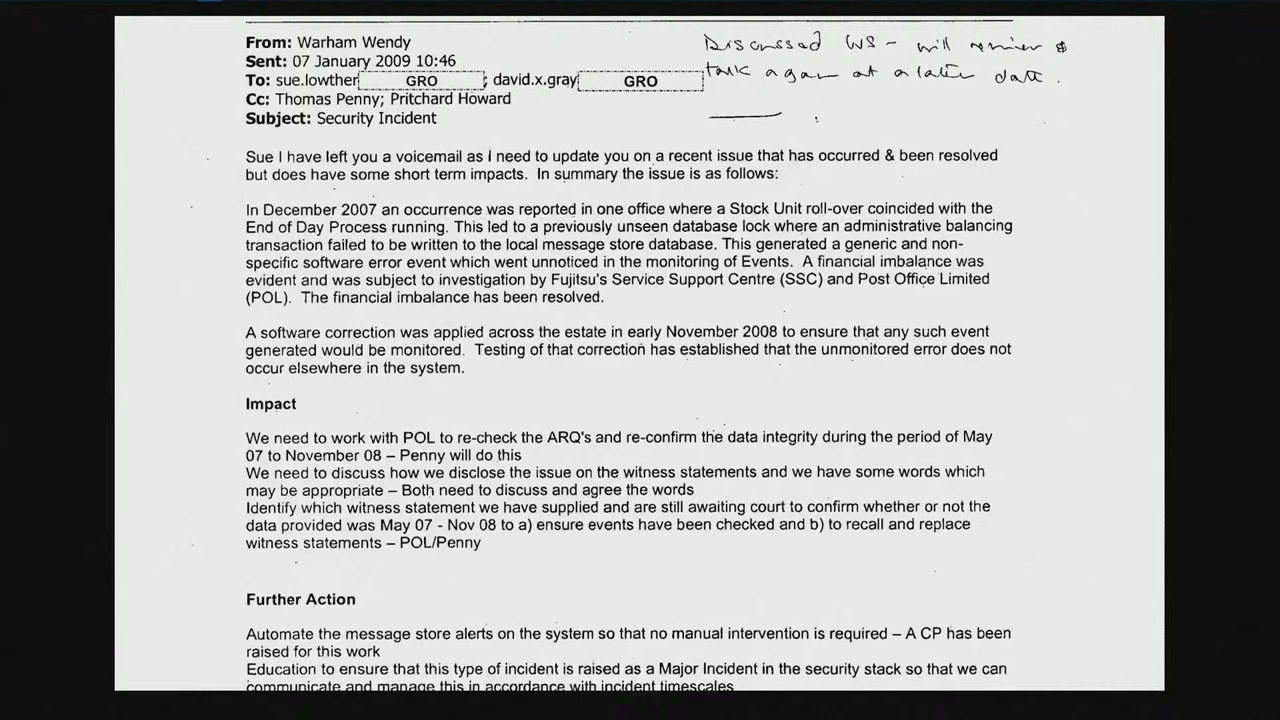 From: Warham Wendy
Sent: 07 January 2009 10:46
To: sue.lowther GRO ; david.x.gray GRO
Cc: Thomas Penny; Pritchard Howard
Subject: Security Incident
Discussed WS - will review &
talk again at a later date.
Sue I have left you a voicemail as I need to update you on a recent issue that has occurred & been resolved
but does have some short term impacts. In summary the issue is as follows:
In December 2007 an occurrence was reported in one office where a Stock Unit roll-over coincided with the
End of Day Process running. This led to a previously unseen database lock where an administrative balancing
transaction failed to be written to the local message store database. This generated a generic and non-
specific software error event which went unnoticed in the monitoring of Events. A financial imbalance was
evident and was subject to investigation by Fujitsu's Service Support Centre (SSC) and Post Office Limited
(POL). The financial imbalance has been resolved.
A software correction was applied across the estate in early November 2008 to ensure that any such event
generated would be monitored. Testing of that correction has established that the unmonitored error does not
occur elsewhere in the system.
Impact
We need to work with POL to re-check the ARQ's and re-confirm the data integrity during the period of May
07 to November 08 – Penny will do this
We need to discuss how we disclose the issue on the witness statements and we have some words which
may be appropriate – Both need to discuss and agree the words
Identify which witness statement we have supplied and are still awaiting court to confirm whether or not the
data provided was May 07 - Nov 08 to a) ensure events have been checked and b) to recall and replace
witness statements – POL/Penny
Further Action
Automate the message store alerts on the system so that no manual intervention is required – A CP has been
raised for this work
Education to ensure that this type of incident is raised as a Major Incident in the security stack so that we can
communicate and manage this in accordance with incident timescales